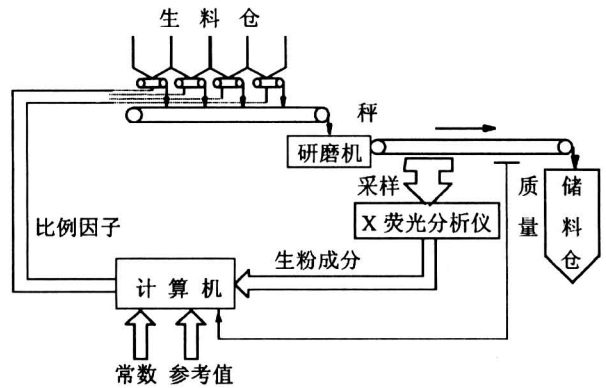 生料仓
秤
研磨机
采样
质量
储料仓
X荧光分析仪
比例因子
生粉成分
计算机
常数 参考值